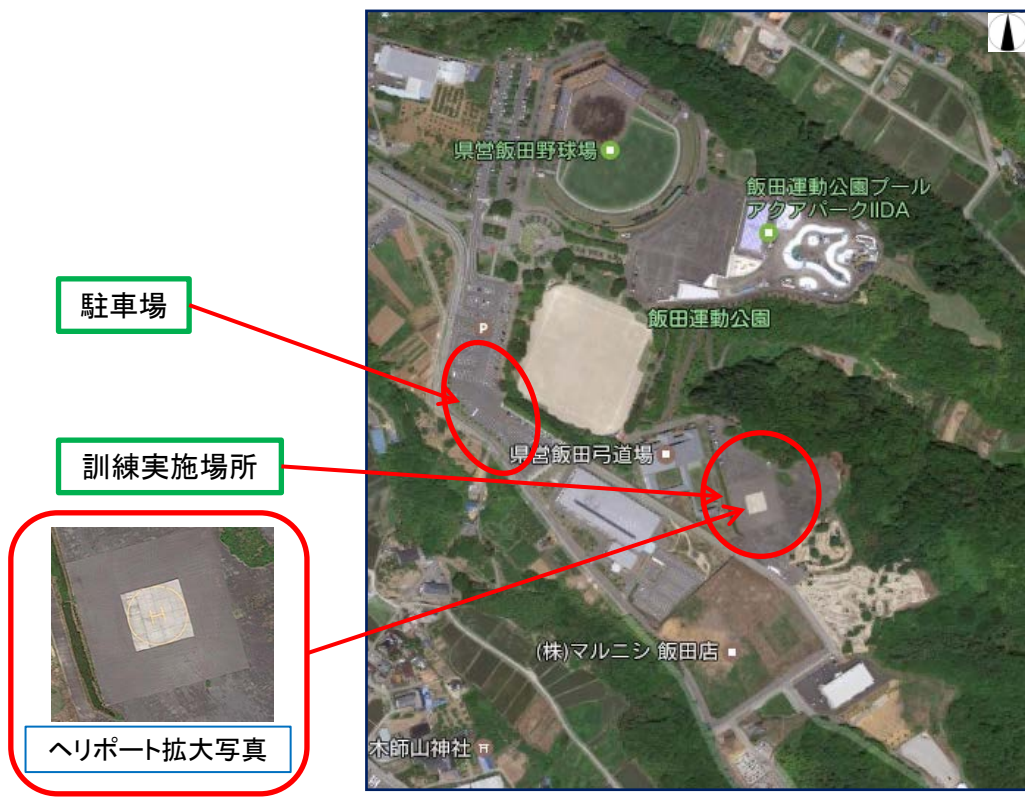 県営飯田野球場
飯田運動公園プール
アクアパークIIDA
駐車場
飯田運動公園
P
訓練実施場所
県営飯田弓道場
H
(株)マルニシ 飯田店
ヘリポート拡大写真
木師山神社